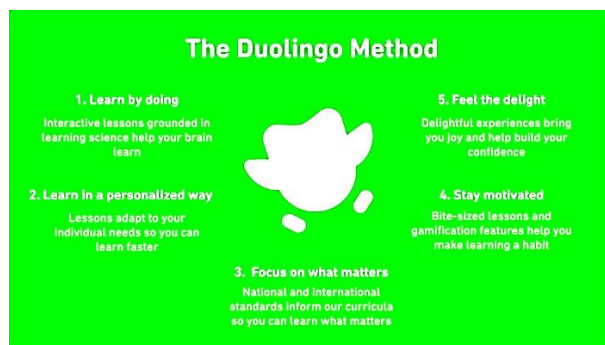 The Duolingo Method
1. Learn by doing
Interactive lessons grounded in
learning science help your brain
learn
2. Learn in a personalized way
Lessons adapt to your
individual needs so you can
learn faster
3. Focus on what matters
National and international
standards inform our curricula
so you can learn what matters
4. Stay motivated
Bite-sized lessons and
gamification features help you
make learning a habit
5. Feel the delight
Delightful experiences bring
you joy and help build your
confidence